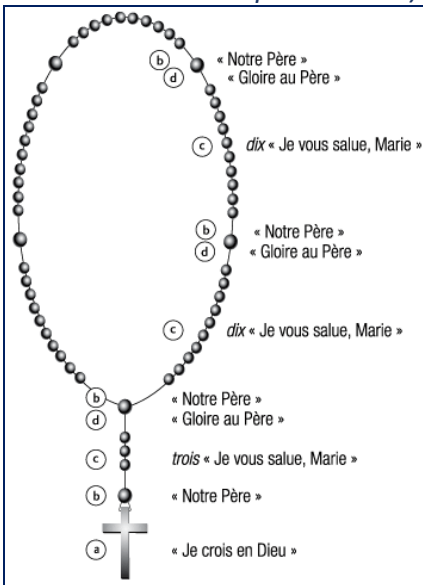 b « Notre Père »
d « Gloire au Père »
c dix « Je vous salue, Marie »
b « Notre Père »
d « Gloire au Père »
c dix « Je vous salue, Marie »
b « Notre Père »
d « Gloire au Père »
c trois « Je vous salue, Marie »
b « Notre Père »
a « Je crois en Dieu »